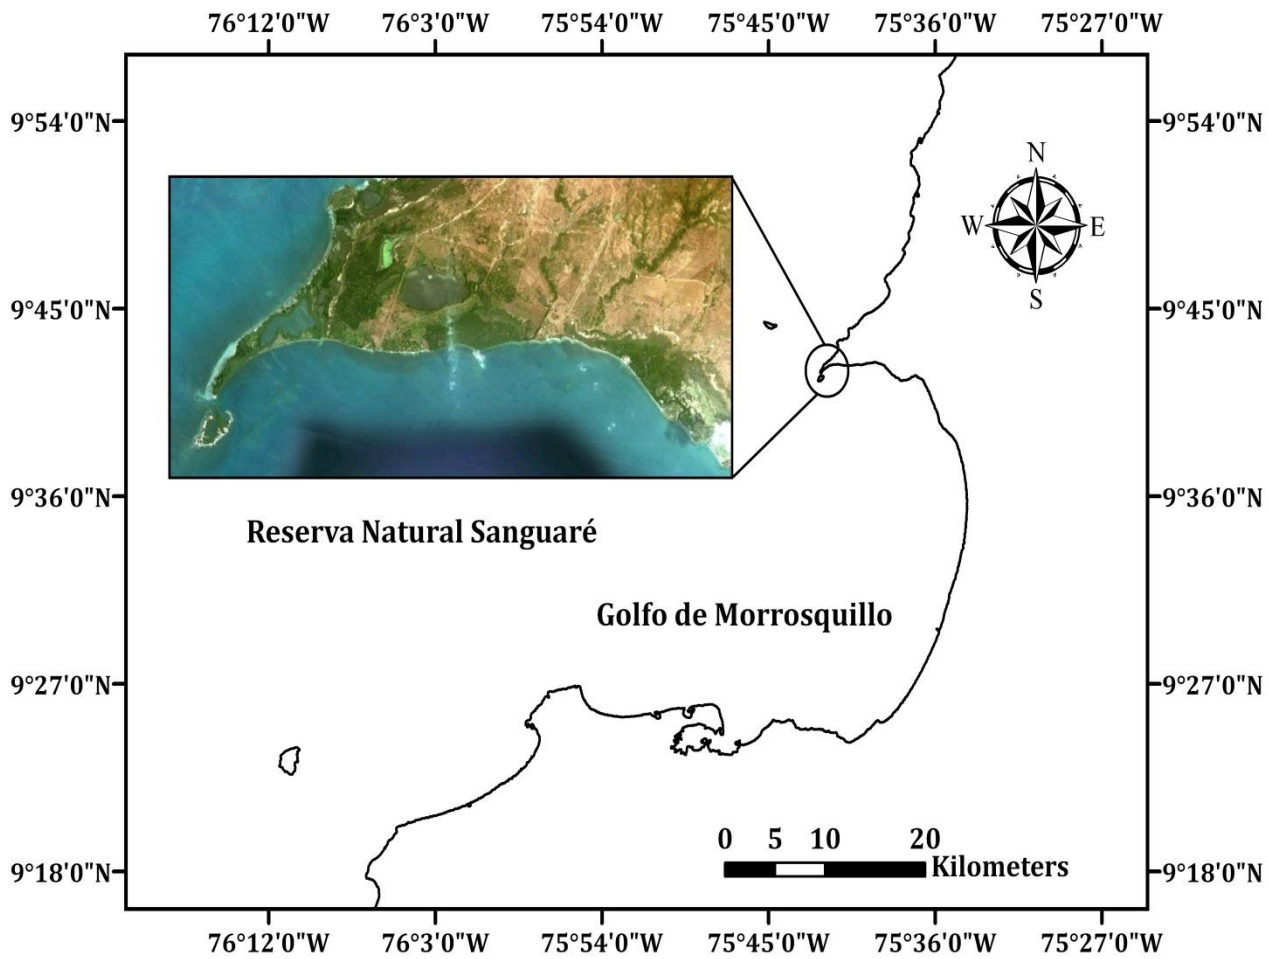 76°12'0"W 76°3'0"W 75°54'0"W 75°45'0"W 75°36'0"W 75°27'0"W
9°54'0"N 9°54'0"N
N
W E
S
9°45'0"N 9°45'0"N
9°36'0"N 9°36'0"N
Reserva Natural Sanguaré
Golfo de Morrosquillo
9°27'0"N 9°27'0"N
0 5 10 20
Kilometers
9°18'0"N 9°18'0"N
76°12'0"W 76°3'0"W 75°54'0"W 75°45'0"W 75°36'0"W 75°27'0"W